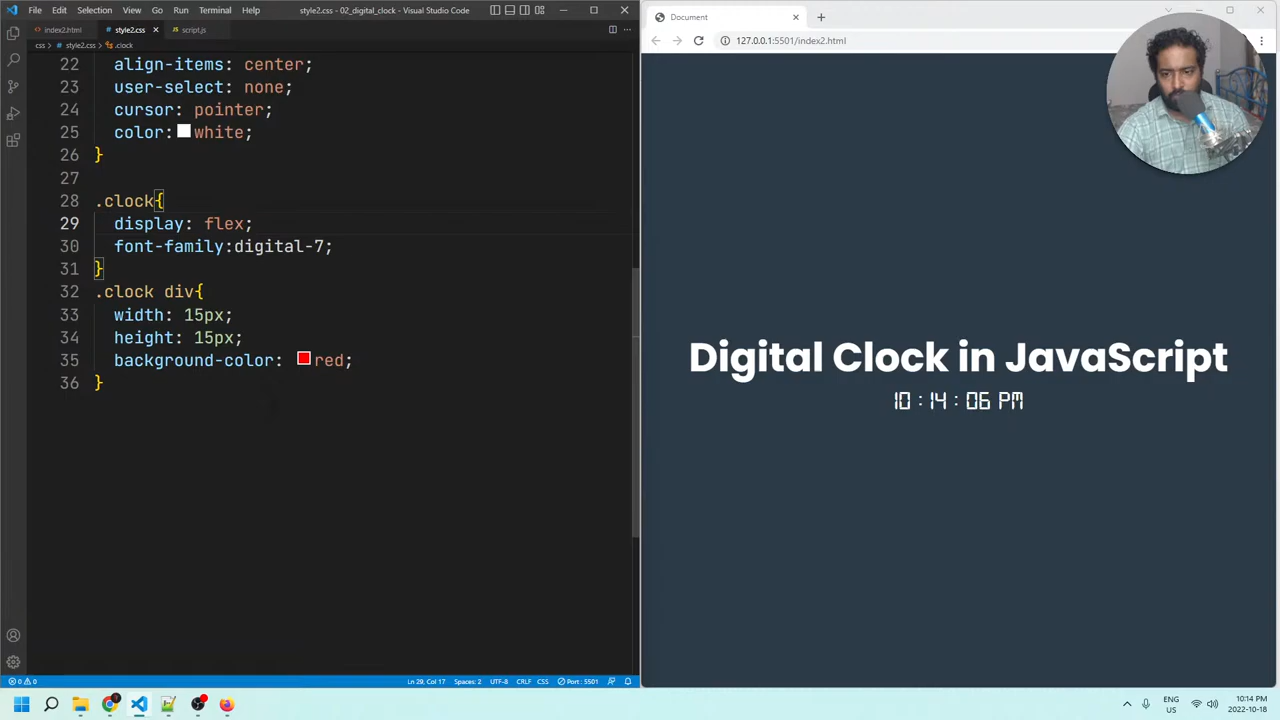 File Edit Selection View Go Run Terminal Help style2.css - 02_digital_clock - Visual Studio Code
index2.html style2.css script.js
css > style2.css > .clock
22 align-items: center;
23 user-select: none;
24 cursor: pointer;
25 color: white;
26 }
27
28 .clock{
29 display: flex;
30 font-family:digital-7;
31 }
32 .clock div{
33 width: 15px;
34 height: 15px;
35 background-color: red;
36 }
0 0 Ln 29, Col 17 Spaces: 2 UTF-8 CRLF CSS Port : 5501
Document
127.0.0.1:5501/index2.html
Digital Clock in JavaScript
10 : 14 : 06 PM
ENG
US
10:14 PM
2022-10-18